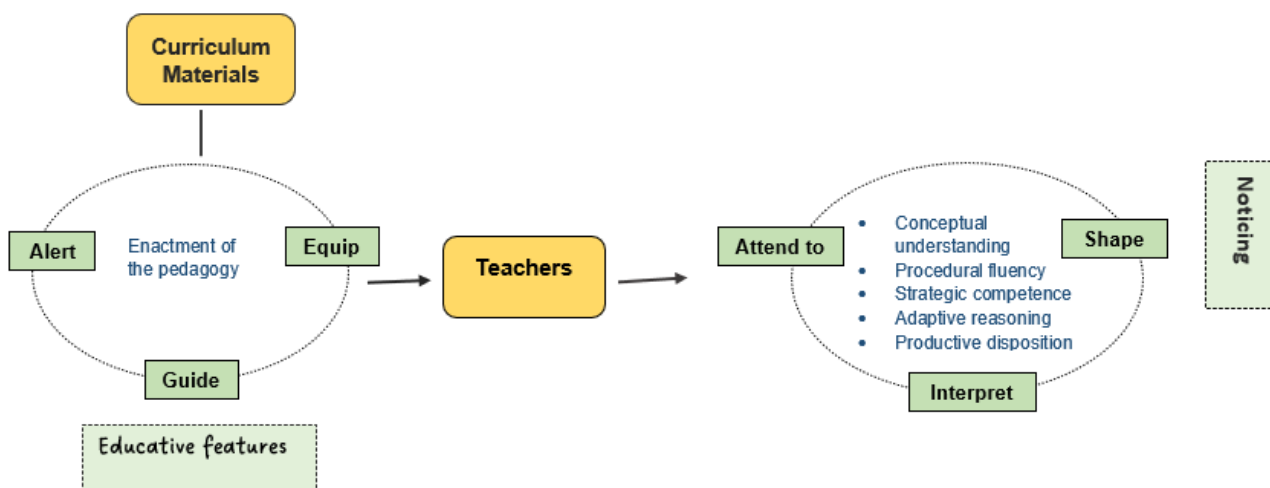 Curriculum
Materials
Alert
Enactment of
the pedagogy
Equip
Guide
Educative features
Teachers
Attend to
• Conceptual
understanding
• Procedural fluency
• Strategic competence
• Adaptive reasoning
• Productive disposition
Shape
Interpret
Noticing